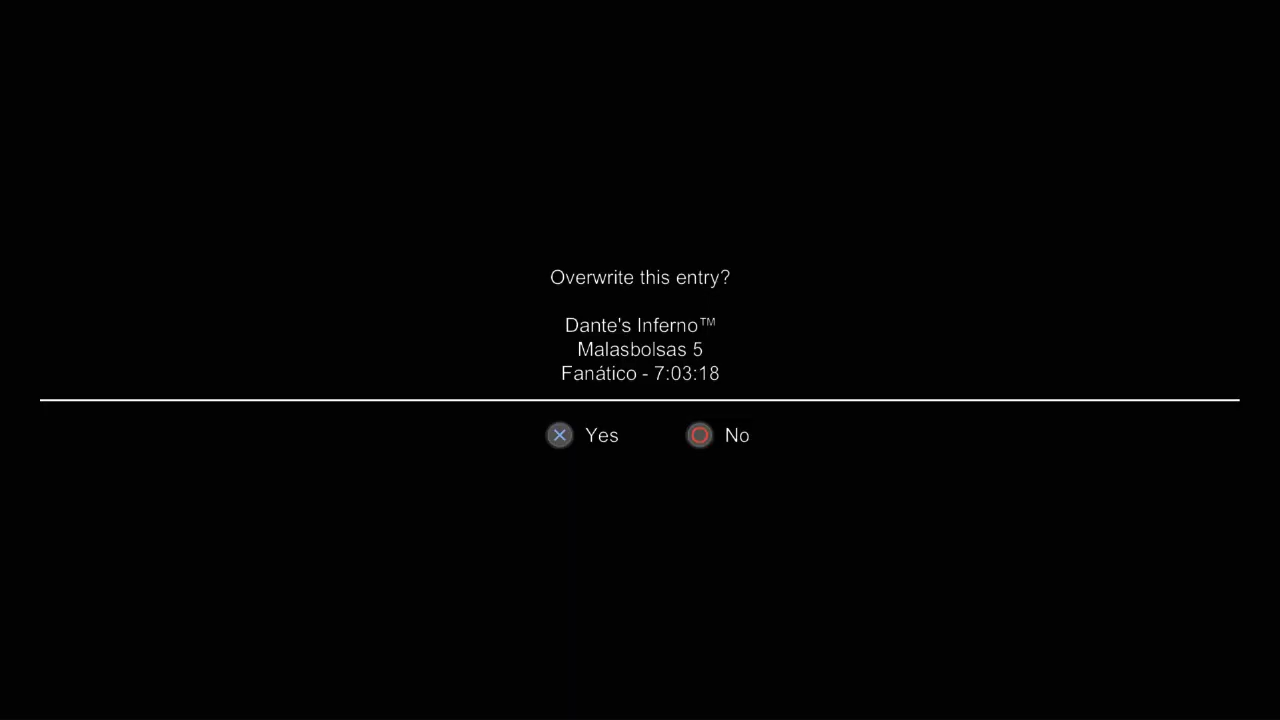 Overwrite this entry?
Dante's Inferno™
Malasbolsas 5
Fanático - 7:03:18
Yes No